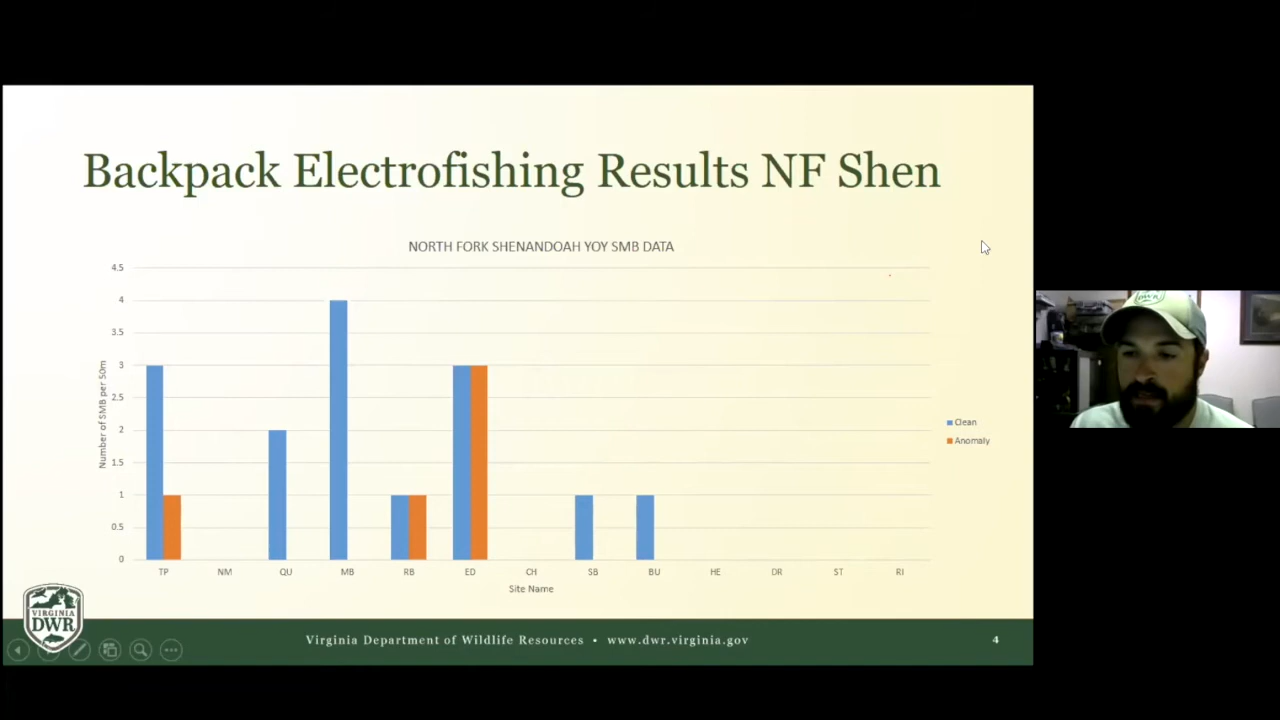 Backpack Electrofishing Results NF Shen
NORTH FORK SHENANDOAH YOY SMB DATA
4.5
4
3.5
3
2.5
2
1.5
1
0.5
0
Number of SMB per 50m
TP NM QU MB RB ED CH SB BU HE DR ST RI
Site Name
Clean
Anomaly
VIRGINIA
DWR
Virginia Department of Wildlife Resources • www.dwr.virginia.gov
4
DWR